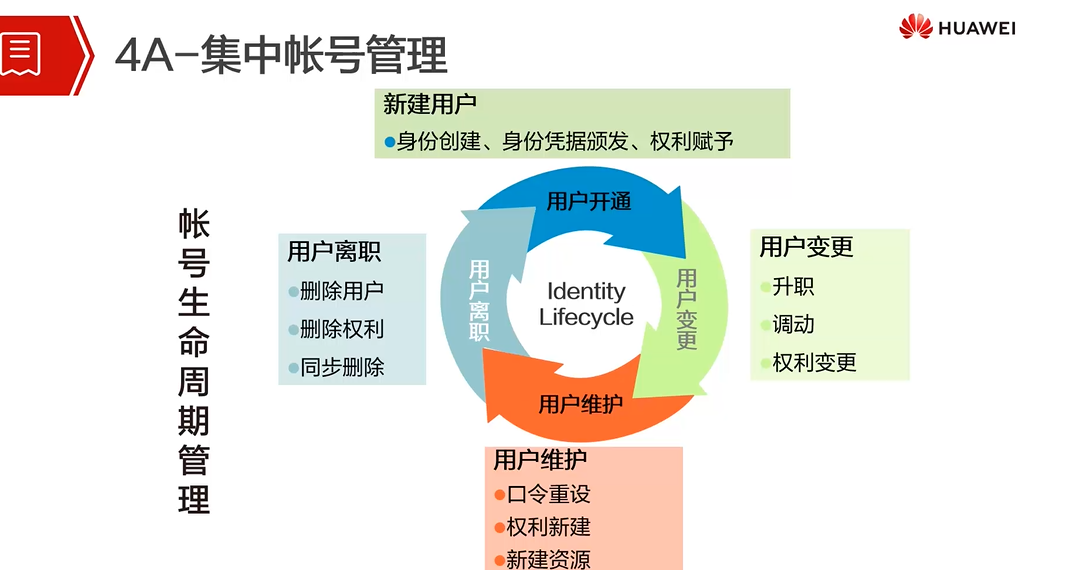 4A-集中帐号管理
HUAWEI
新建用户
身份创建、身份凭据颁发、权利赋予
帐号生命周期管理
用户离职
删除用户
删除权利
同步删除
用户开通
用户离职
Identity
Lifecycle
用户变更
用户维护
用户变更
升职
调动
权利变更
用户维护
口令重设
权利新建
新建资源